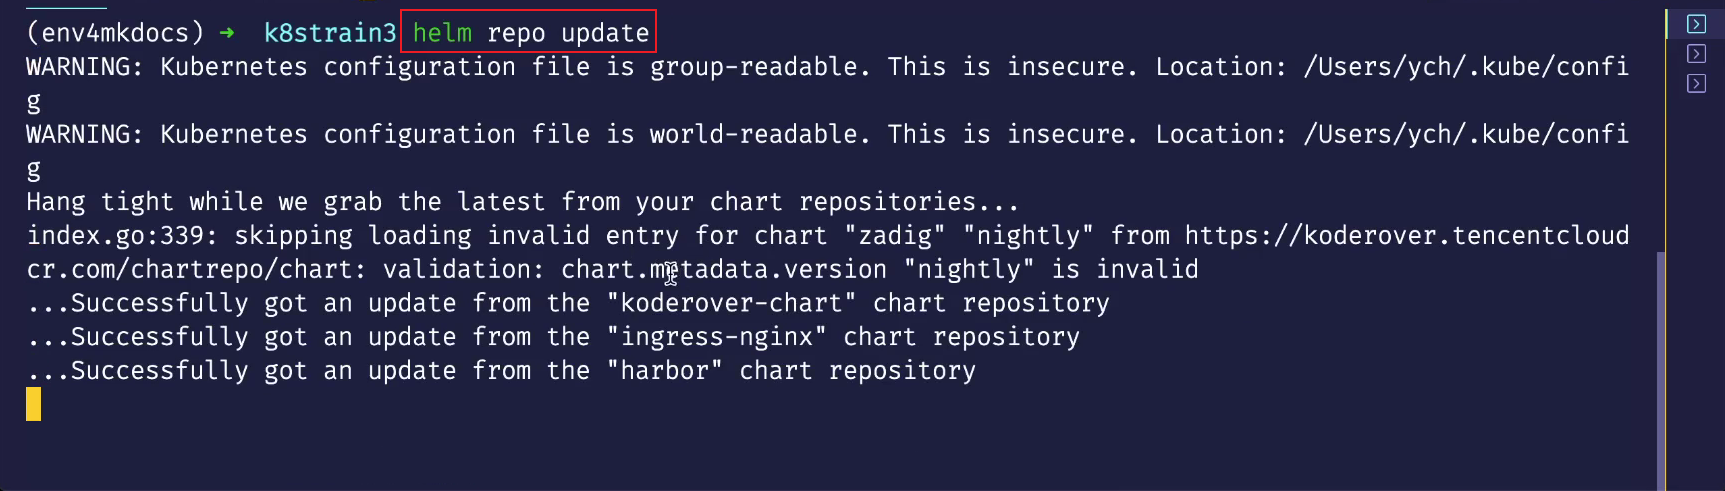 (env4mkdocs) ➜  k8strain3 helm repo update
WARNING: Kubernetes configuration file is group-readable. This is insecure. Location: /Users/ych/.kube/confi
g
WARNING: Kubernetes configuration file is world-readable. This is insecure. Location: /Users/ych/.kube/confi
g
Hang tight while we grab the latest from your chart repositories...
index.go:339: skipping loading invalid entry for chart "zadig" "nightly" from https://koderover.tencentcloud
cr.com/chartrepo/chart: validation: chart.metadata.version "nightly" is invalid
...Successfully got an update from the "koderover-chart" chart repository
...Successfully got an update from the "ingress-nginx" chart repository
...Successfully got an update from the "harbor" chart repository